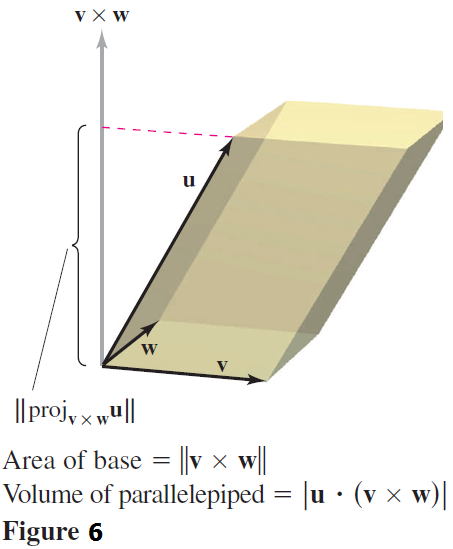 v × w
u
w
v
‖proj_{v × w}u‖
Area of base = ‖v × w‖
Volume of parallelepiped = |u · (v × w)|
Figure 6